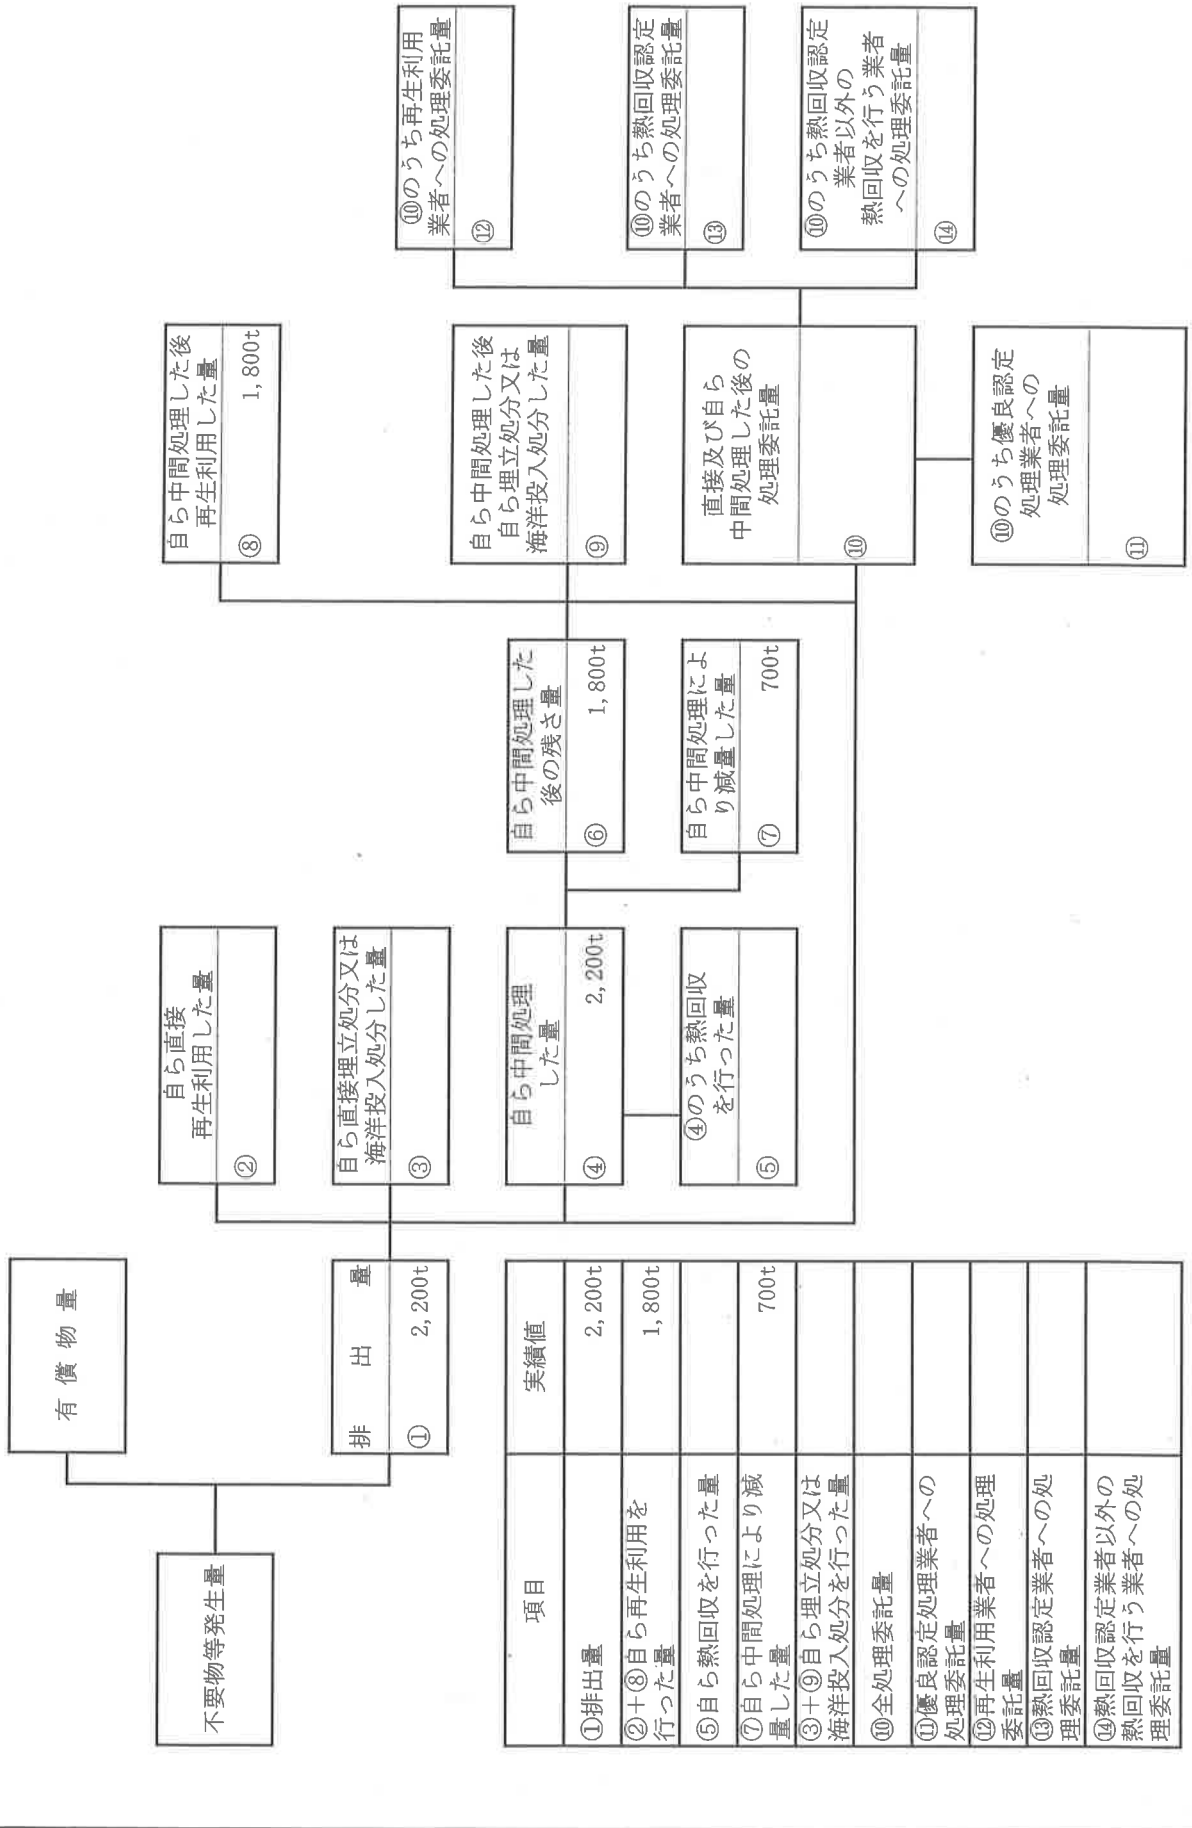 不要物等発生量
有償物量
排出量
① 2,200t
自ら直接
再生利用した量
②
自ら直接埋立処分又は
海洋投入処分した量
③
自ら中間処理
した量
④ 2,200t
④のうち熱回収
を行った量
⑤
自ら中間処理した
後の残さ量
⑥ 1,800t
自ら中間処理によ
り減量した量
⑦ 700t
自ら中間処理した後
再生利用した量
⑧ 1,800t
自ら中間処理した後
自ら埋立処分又は
海洋投入処分した量
⑨
直接及び自ら
中間処理した後の
処理委託量
⑩
⑩のうち優良認定
処理業者への
処理委託量
⑪
⑩のうち再生利用
業者への処理委託量
⑫
⑩のうち熱回収認定
業者への処理委託量
⑬
⑩のうち熱回収認定
業者以外の
熱回収を行う業者
への処理委託量
⑭
項目 実績値
①排出量 2,200t
②+⑧自ら再生利用を
行った量 1,800t
⑤自ら熱回収を行った量
⑦自ら中間処理により減
量した量 700t
③+⑨自ら埋立処分又は
海洋投入処分を行った量
⑩全処理委託量
⑪優良認定処理業者への
処理委託量
⑫再生利用業者への処理
委託量
⑬熱回収認定業者への処
理委託量
⑭熱回収認定業者以外の
熱回収を行う業者への処
理委託量